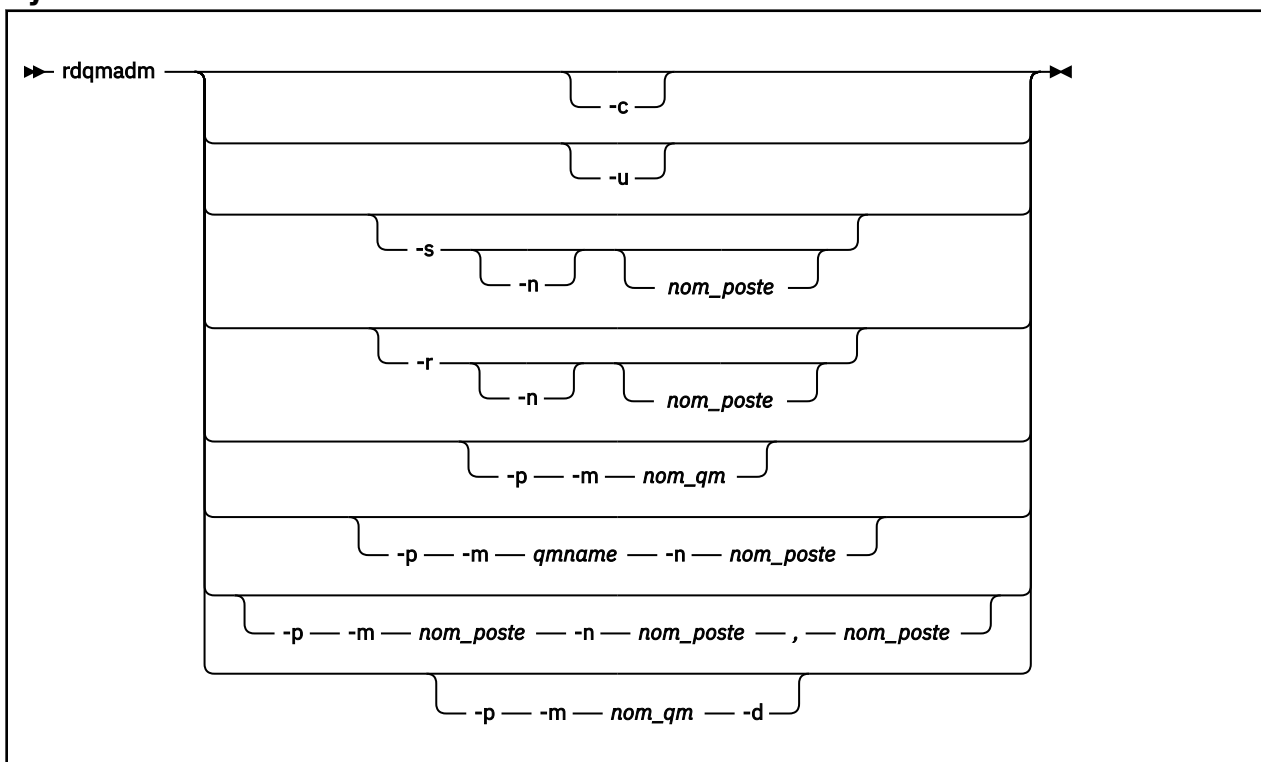 rdqmadm
-c
-u
-s
-n nom_poste
-r
-n nom_poste
-p -m nom_qm
-p -m qmname -n nom_poste
-p -m nom_poste -n nom_poste , nom_poste
-p -m nom_qm -d